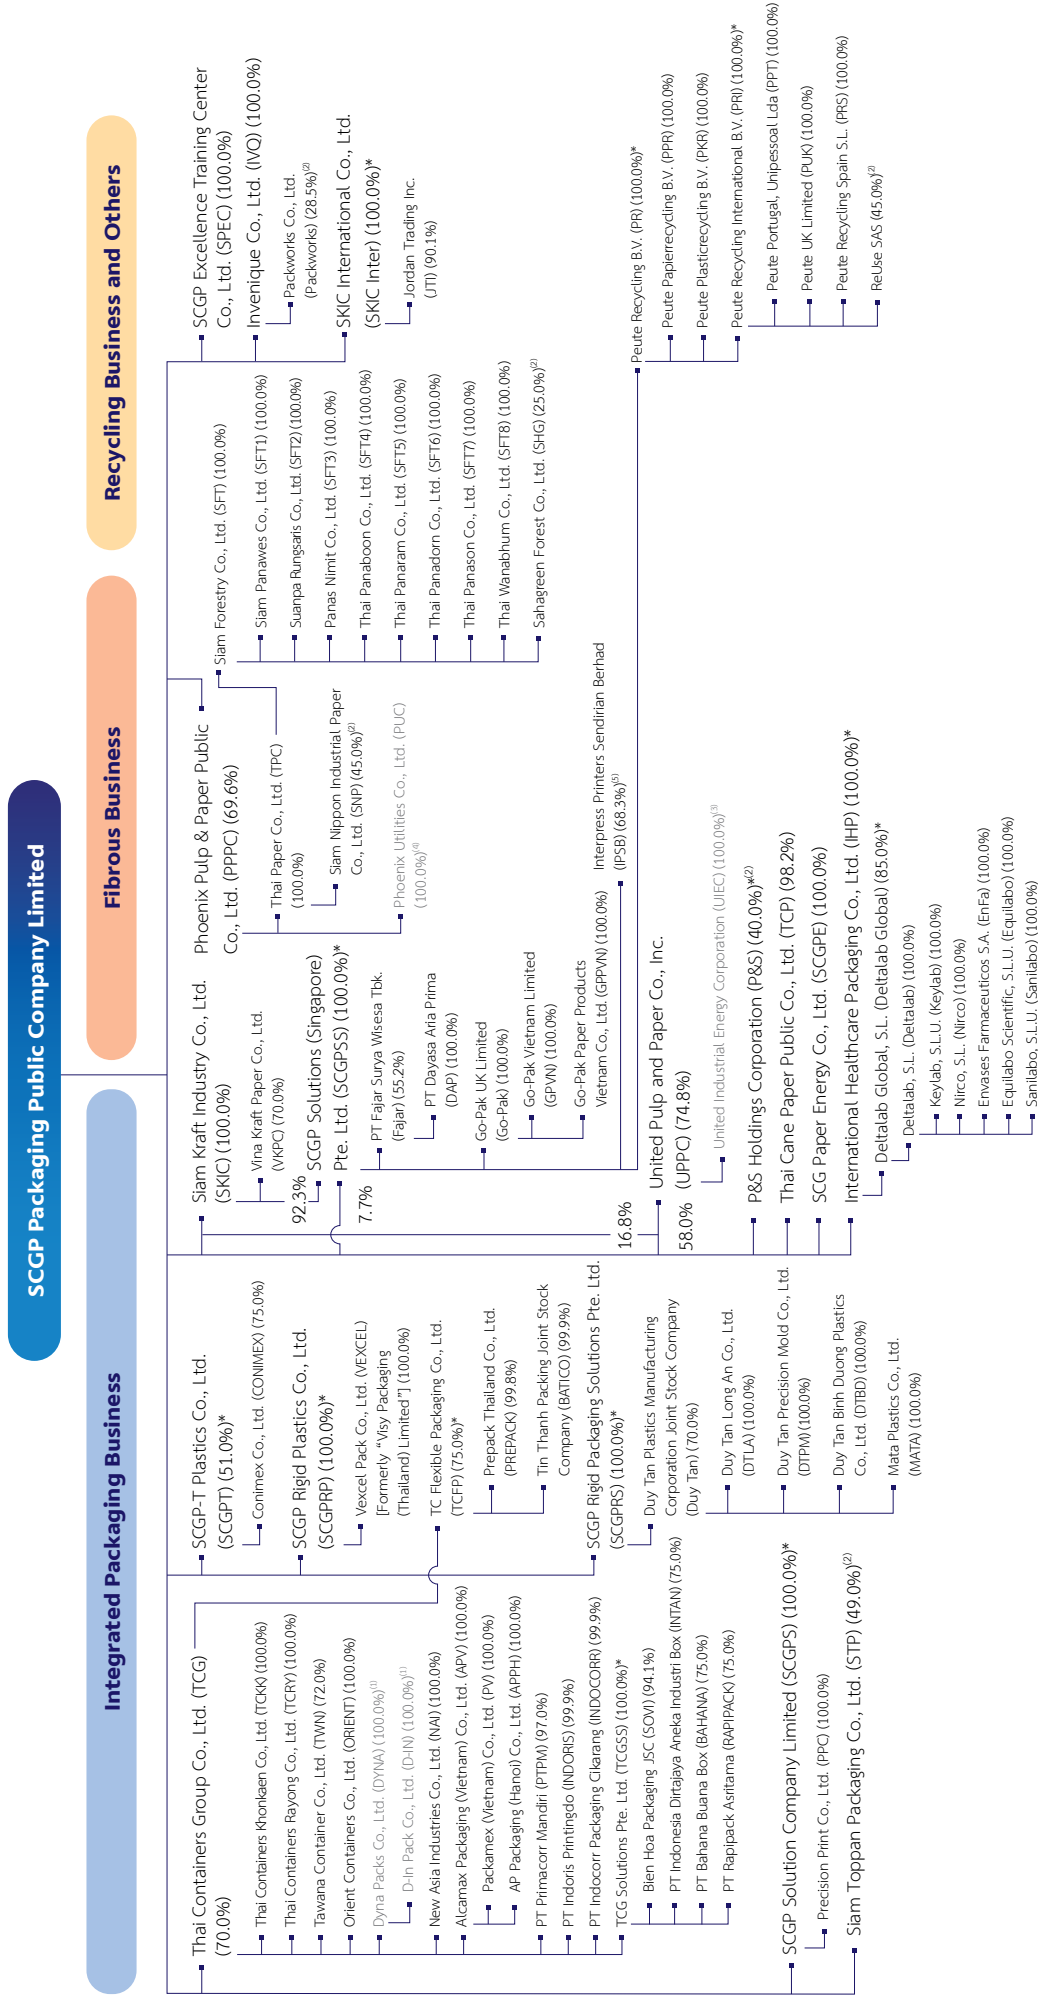 SCGP Packaging Public Company Limited
Integrated Packaging Business
Thai Containers Group Co., Ltd. (TCG)
(70.0%)
Thai Containers Khonkaen Co., Ltd. (TCKK) (100.0%)
Thai Containers Rayong Co., Ltd. (TCRY) (100.0%)
Tawana Container Co., Ltd. (TWN) (72.0%)
Orient Containers Co., Ltd. (ORIENT) (100.0%)
Dyna Packs Co., Ltd. (DYNA) (100.0%)(1)
D-In Pack Co., Ltd. (D-IN) (100.0%)(1)
New Asia Industries Co., Ltd. (NAI) (100.0%)
Alcamax Packaging (Vietnam) Co., Ltd. (APV) (100.0%)
Packamex (Vietnam) Co., Ltd. (PV) (100.0%)
AP Packaging (Hanoi) Co., Ltd. (APH) (100.0%)
PT Primacorr Mandiri (PTPM) (97.0%)
PT Indoris Printingdo (INDORIS) (99.9%)
PT Indocorr Packaging Cikarang (INDOCORR) (99.9%)
TCG Solutions Pte. Ltd. (TCGSS) (100.0%)*
Bien Hoa Packaging JSC (SOVI) (94.1%)
PT Indonesia Dirtajaya Aneka Industri Box (INTAN) (75.0%)
PT Bahana Buana Box (BAHANA) (75.0%)
PT Rapipack Asritama (RAPIPACK) (75.0%)
SCGP Solution Company Limited (SCGPS) (100.0%)*
Precision Print Co., Ltd. (PPC) (100.0%)
Siam Toppan Packaging Co., Ltd. (STP) (49.0%)(2)
SCGP-T Plastics Co., Ltd.
(SCGPT) (51.0%)*
Conimex Co., Ltd. (CONIMEX) (75.0%)
SCGP Rigid Plastics Co., Ltd.
(SCGPRP) (100.0%)*
Vexcel Pack Co., Ltd. (VEXCEL)
[Formerly “Visy Packaging
(Thailand) Limited”] (100.0%)
TC Flexible Packaging Co., Ltd.
(TCFP) (75.0%)*
Prepack Thailand Co., Ltd.
(PREPACK) (99.8%)
Tin Thanh Packing Joint Stock
Company (BATICO) (99.9%)
SCGP Rigid Packaging Solutions Pte. Ltd.
(SCGPRS) (100.0%)*
Duy Tan Plastics Manufacturing
Corporation Joint Stock Company
(Duy Tan) (70.0%)
Duy Tan Long An Co., Ltd.
(DTLA) (100.0%)
Duy Tan Precision Mold Co., Ltd.
(DTPM) (100.0%)
Duy Tan Binh Duong Plastics
Co., Ltd. (DTBD) (100.0%)
Mata Plastics Co., Ltd.
(MATA) (100.0%)
Fibrous Business
Siam Kraft Industry Co., Ltd.
(SKIC) (100.0%)
Vina Kraft Paper Co., Ltd.
(VKPC) (70.0%)
92.3%
SCGP Solutions (Singapore)
Pte. Ltd. (SCGPSS) (100.0%)*
7.7%
PT Fajar Surya Wisesa Tbk.
(Fajar) (55.2%)
PT Dayasa Aria Prima
(DAP) (100.0%)
Go-Pak UK Limited
(Go-Pak) (100.0%)
Go-Pak Vietnam Limited
(GPVN) (100.0%)
Go-Pak Paper Products
Vietnam Co., Ltd. (GPPVN) (100.0%)
Interpress Printers Sendirian Berhad
(IPSB) (68.3%)(5)
16.8%
United Pulp and Paper Co., Inc.
(UPPC) (74.8%)
58.0%
United Industrial Energy Corporation (UIEC) (100.0%)(3)
P&S Holdings Corporation (P&S) (40.0%)*(2)
Thai Cane Paper Public Co., Ltd. (TCP) (98.2%)
SCG Paper Energy Co., Ltd. (SCGPE) (100.0%)
International Healthcare Packaging Co., Ltd. (IHP) (100.0%)*
Deltalab Global, S.L. (Deltalab Global) (85.0%)*
Deltalab, S.L. (Deltalab) (100.0%)
Keylab, S.L.U. (Keylab) (100.0%)
Nirco, S.L. (Nirco) (100.0%)
Envases Farmaceuticos S.A. (EnFa) (100.0%)
Equilabo Scientific, S.L.U. (Equilabo) (100.0%)
Sanilabo, S.L.U. (Sanilabo) (100.0%)
Phoenix Pulp & Paper Public
Co., Ltd. (PPPC) (69.6%)
Thai Paper Co., Ltd. (TPC)
(100.0%)
Siam Nippon Industrial Paper
Co., Ltd. (SNP) (45.0%)(2)
Phoenix Utilities Co., Ltd. (PUC)
(100.0%)(4)
Siam Forestry Co., Ltd. (SFT) (100.0%)
Siam Panawes Co., Ltd. (SFT1) (100.0%)
Suanpa Rungsaris Co., Ltd. (SFT2) (100.0%)
Panas Nimit Co., Ltd. (SFT3) (100.0%)
Thai Panaboon Co., Ltd. (SFT4) (100.0%)
Thai Panaram Co., Ltd. (SFT5) (100.0%)
Thai Panadorn Co., Ltd. (SFT6) (100.0%)
Thai Panason Co., Ltd. (SFT7) (100.0%)
Thai Wanabhum Co., Ltd. (SFT8) (100.0%)
Sahagreen Forest Co., Ltd. (SHG) (25.0%)(2)
Recycling Business and Others
SCGP Excellence Training Center
Co., Ltd. (SPEC) (100.0%)
Invenique Co., Ltd. (IVQ) (100.0%)
Packworks Co., Ltd.
(Packworks) (28.5%)(2)
SKIC International Co., Ltd.
(SKIC Inter) (100.0%)*
Jordan Trading Inc.
(JTI) (90.1%)
Peute Recycling B.V. (PR) (100.0%)*
Peute Papierrecycling B.V. (PPR) (100.0%)
Peute Plasticrecycling B.V. (PKR) (100.0%)
Peute Recycling International B.V. (PRI) (100.0%)*
Peute Portugal, Unipessoal Lda (PPT) (100.0%)
Peute UK Limited (PUK) (100.0%)
Peute Recycling Spain S.L. (PRS) (100.0%)
ReUse SAS (45.0%)(2)